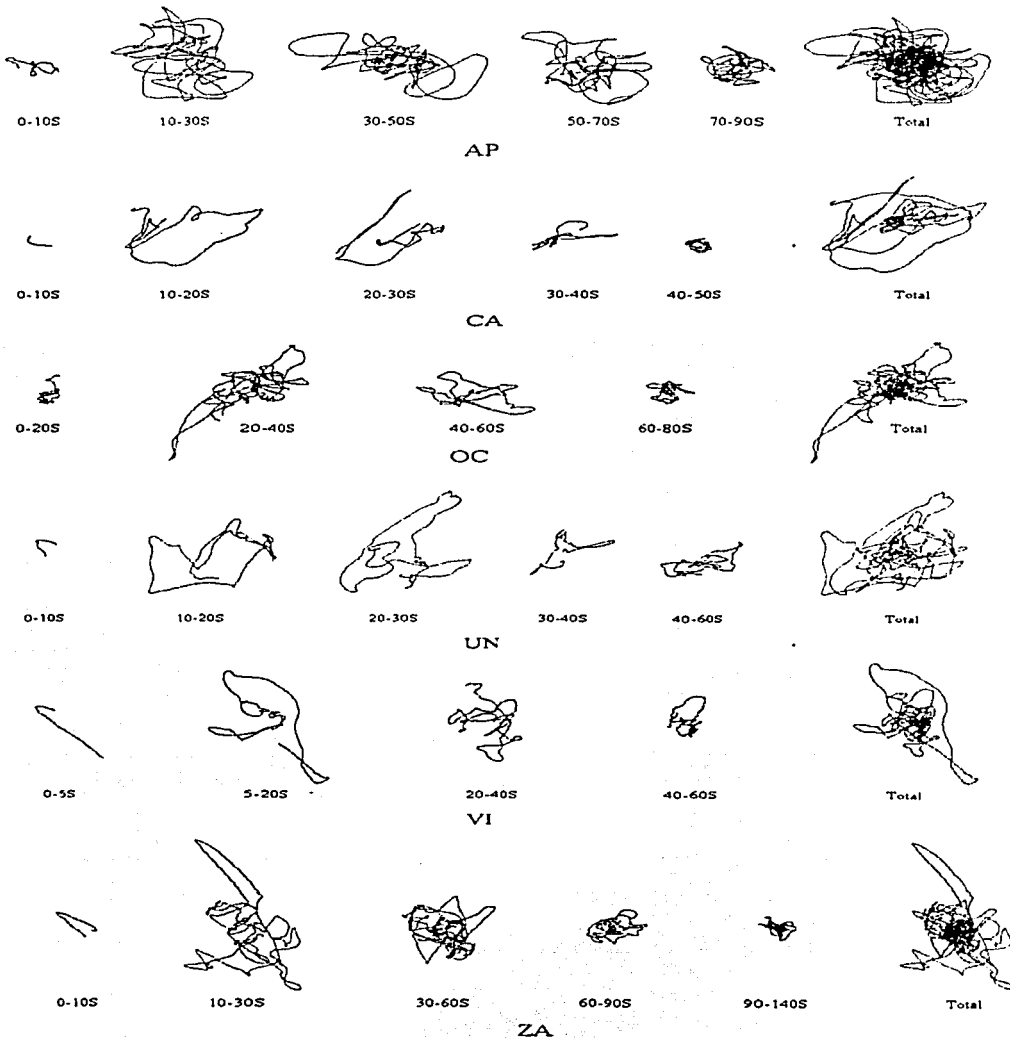 0-10S 10-30S 30-50S 50-70S 70-90S Total
AP
0-10S 10-20S 20-30S 30-40S 40-50S Total
CA
0-20S 20-40S 40-60S 60-80S Total
OC
0-10S 10-20S 20-30S 30-40S 40-60S Total
UN
0-5S 5-20S 20-40S 40-60S Total
VI
0-10S 10-30S 30-60S 60-90S 90-140S Total
ZA